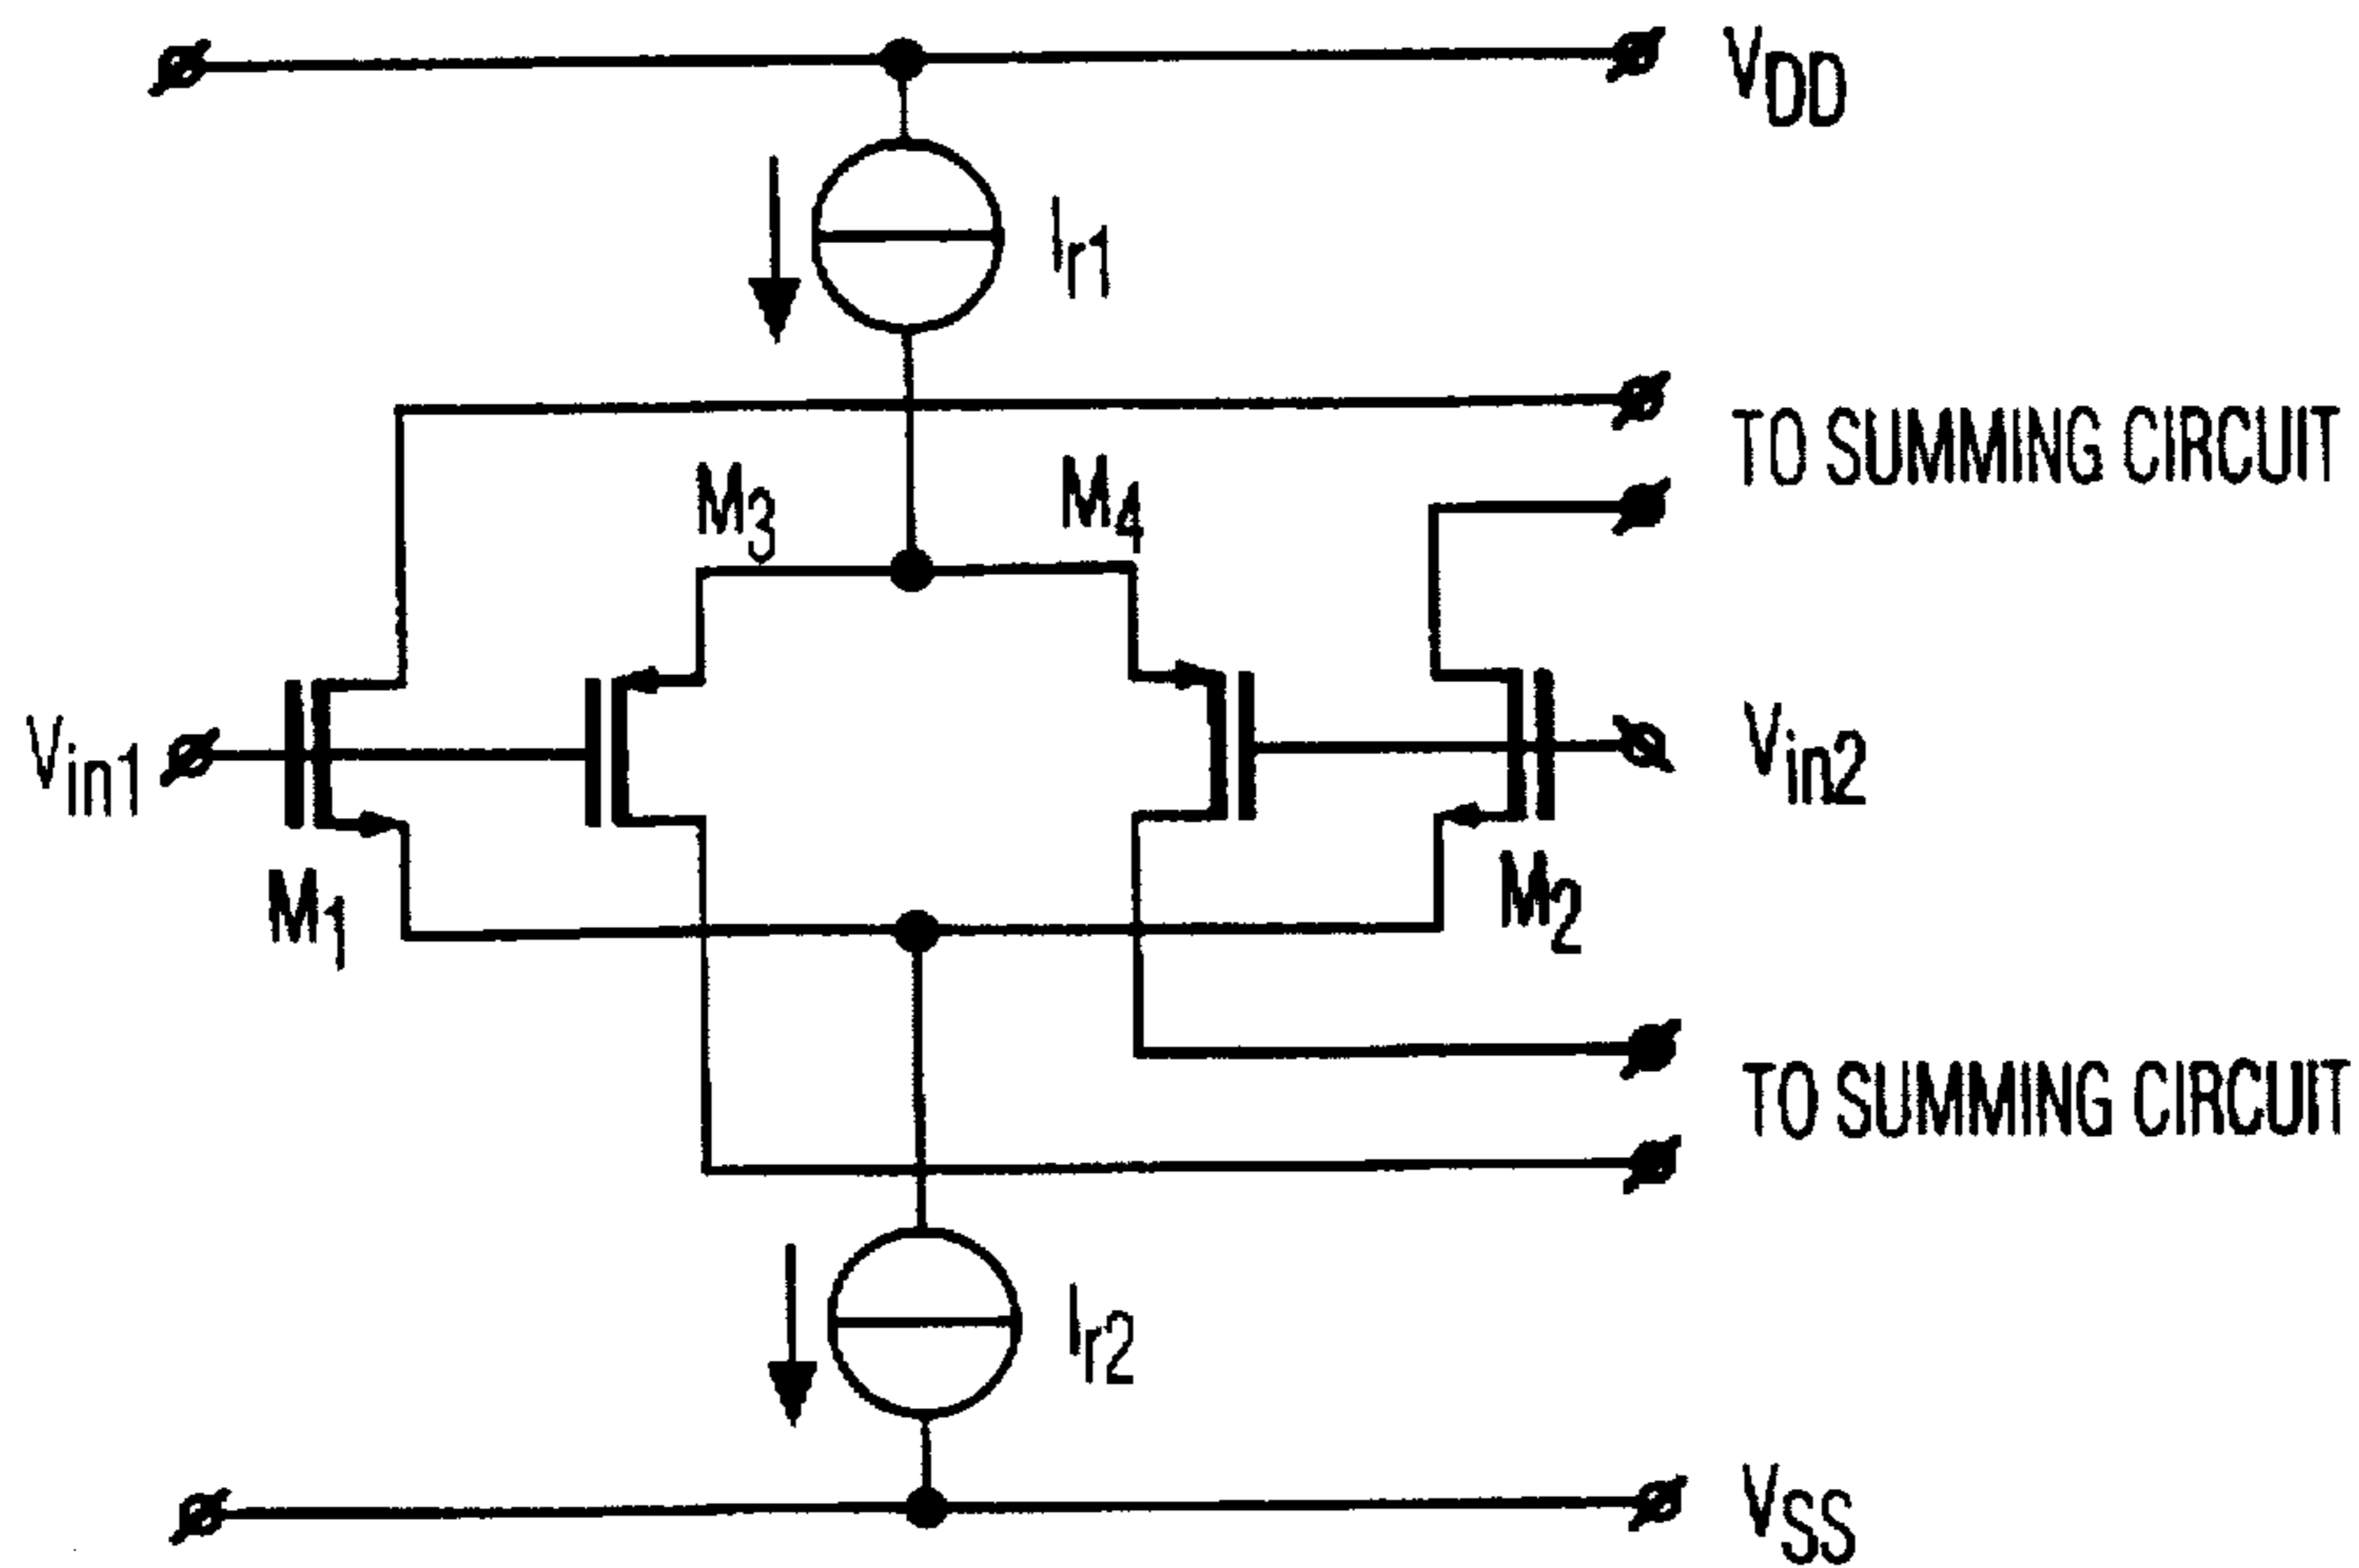 VDD
Ir1
TO SUMMING CIRCUIT
M3
M4
Vin1
Vin2
M1
M2
TO SUMMING CIRCUIT
Ir2
VSS